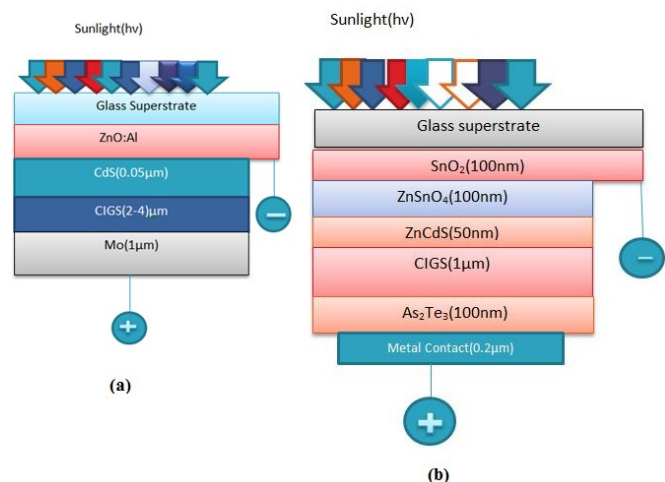 Sunlight(hv)
Glass Superstrate
ZnO:Al
CdS(0.05μm)
CIGS(2-4)μm
Mo(1μm)
−
+
(a)
Sunlight(hv)
Glass superstrate
SnO₂(100nm)
ZnSnO₄(100nm)
ZnCdS(50nm)
CIGS(1μm)
As₂Te₃(100nm)
Metal Contact(0.2μm)
−
+
(b)